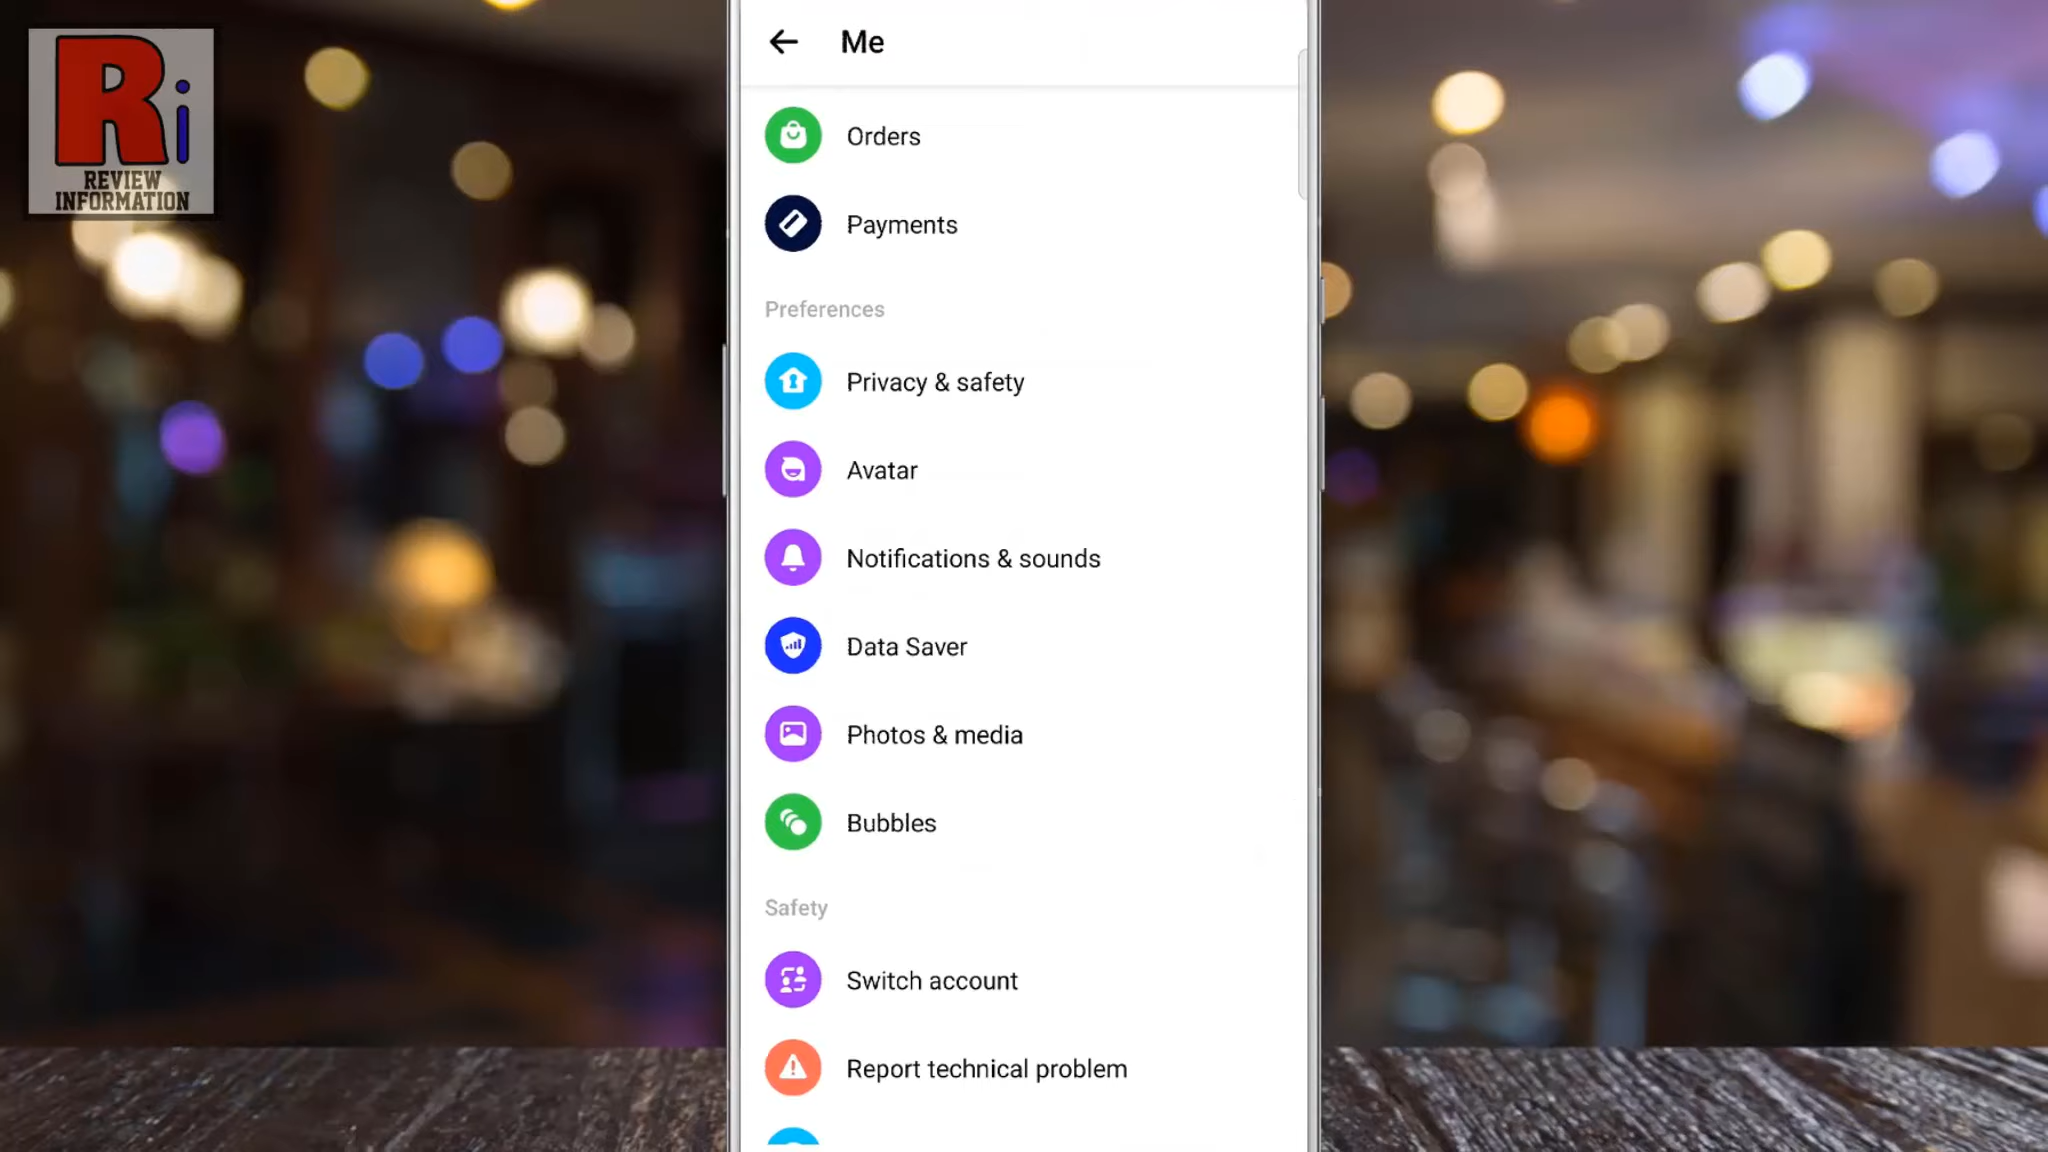 Ri
REVIEW
INFORMATION
Me
Orders
Payments
Preferences
Privacy & safety
Avatar
Notifications & sounds
Data Saver
Photos & media
Bubbles
Safety
Switch account
Report technical problem